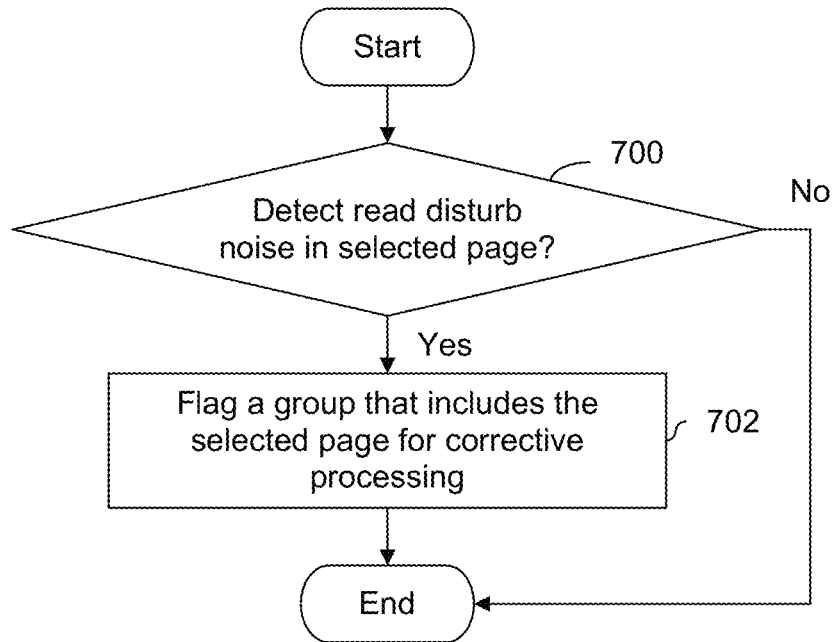 Start
700
No
Detect read disturb
noise in selected page?
Yes
Flag a group that includes the
selected page for corrective
processing
702
End